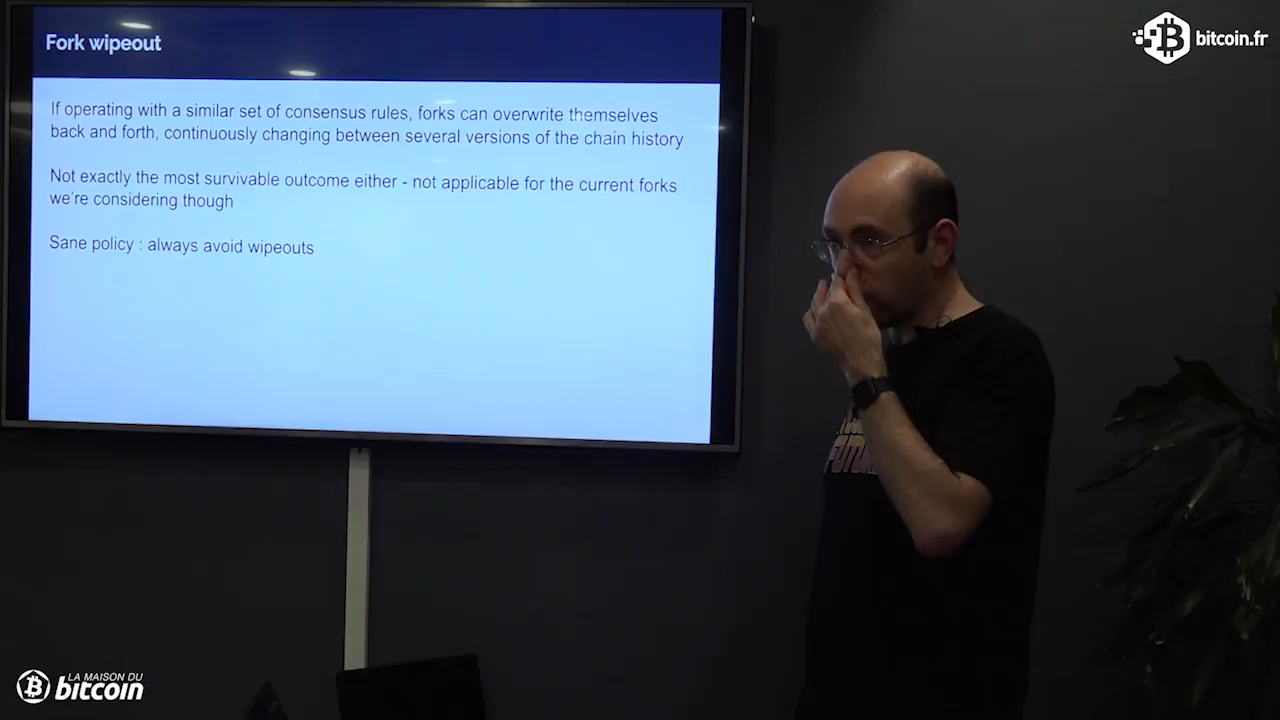 Fork wipeout
If operating with a similar set of consensus rules, forks can overwrite themselves
back and forth, continuously changing between several versions of the chain history
Not exactly the most survivable outcome either - not applicable for the current forks
we're considering though
Sane policy : always avoid wipeouts
bitcoin.fr
LA MAISON DU
bitcoin